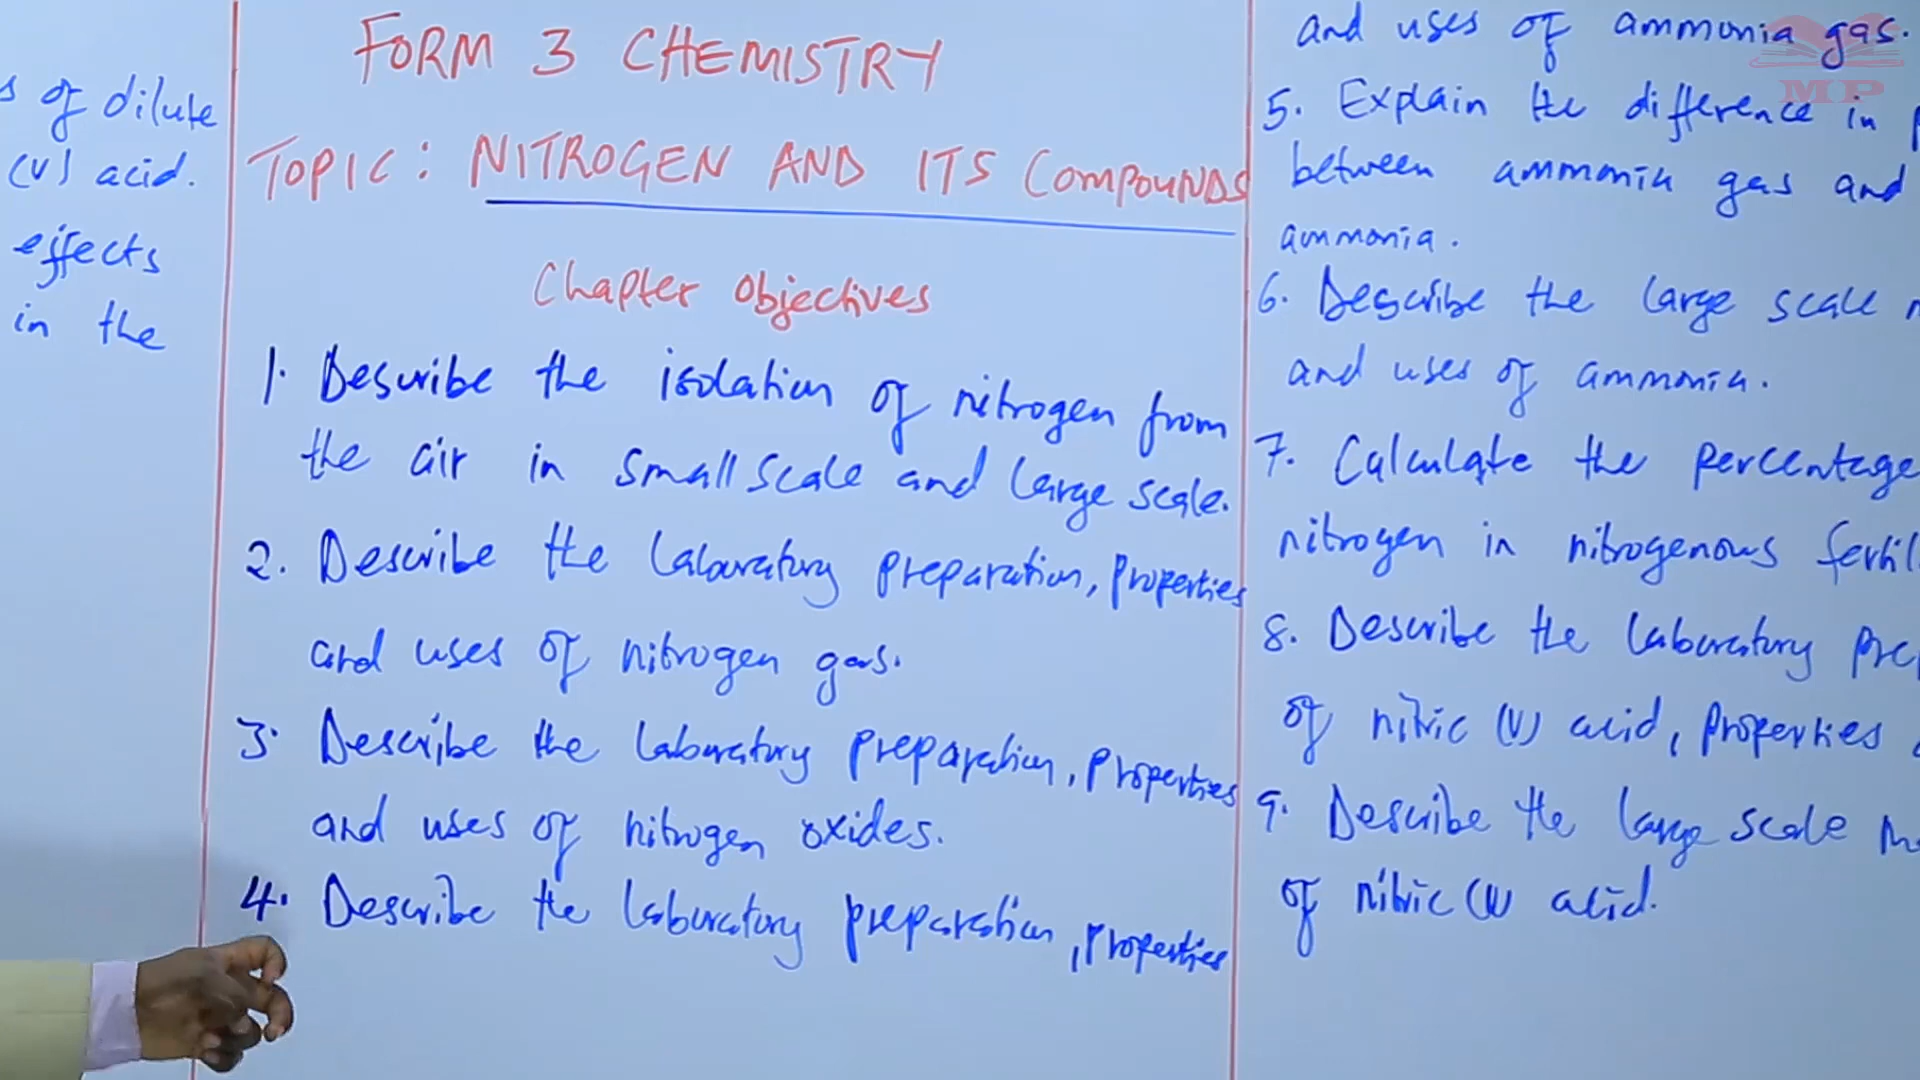 s of dilute
(V) acid.
effects
in the
FORM 3 CHEMISTRY
TOPIC: NITROGEN AND ITS COMPOUNDS
Chapter Objectives
1. Describe the isolation of nitrogen from
the air in small scale and large scale.
2. Describe the laboratory preparation, properties
and uses of nitrogen gas.
3. Describe the laboratory preparation, properties
and uses of nitrogen oxides.
4. Describe the laboratory preparation, properties
and uses of ammonia gas.
5. Explain the difference in
between ammonia gas and
ammonia.
6. Describe the large scale
and uses of ammonia.
7. Calculate the percentage
nitrogen in nitrogenous fertil
8. Describe the laboratory prep
of nitric (V) acid, properties
9. Describe the large scale
of nitric (V) acid.
MP